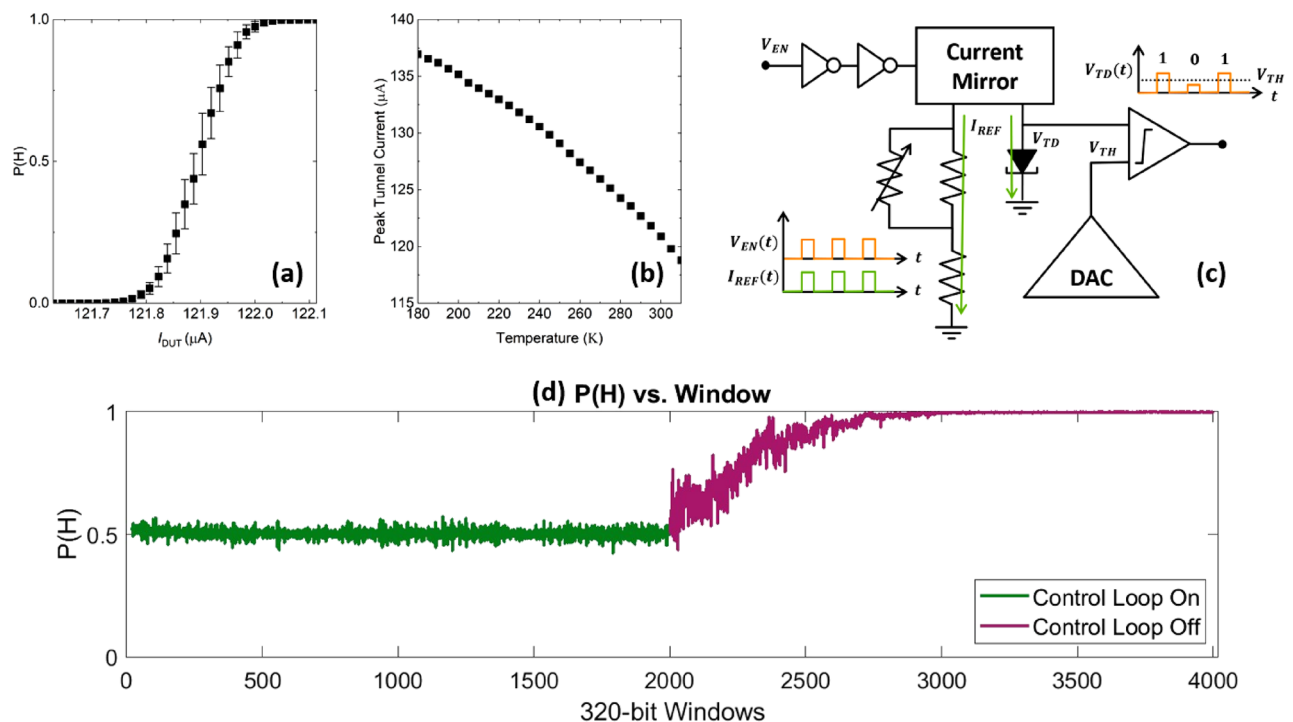 1.0
0.5
0.0
P(H)
121.7 121.8 121.9 122.0 122.1
I_DUT (μA)
(a)
140
135
130
125
120
115
Peak Tunnel Current (μA)
180 200 220 240 260 280 300
Temperature (K)
(b)
V_EN
Current
Mirror
1 0 1
V_TD(t)
V_TH
t
I_REF
V_TD
V_TH
V_EN(t)
t
I_REF(t)
t
DAC
(c)
(d) P(H) vs. Window
1
0.5
0
P(H)
Control Loop On
Control Loop Off
0 500 1000 1500 2000 2500 3000 3500 4000
320-bit Windows